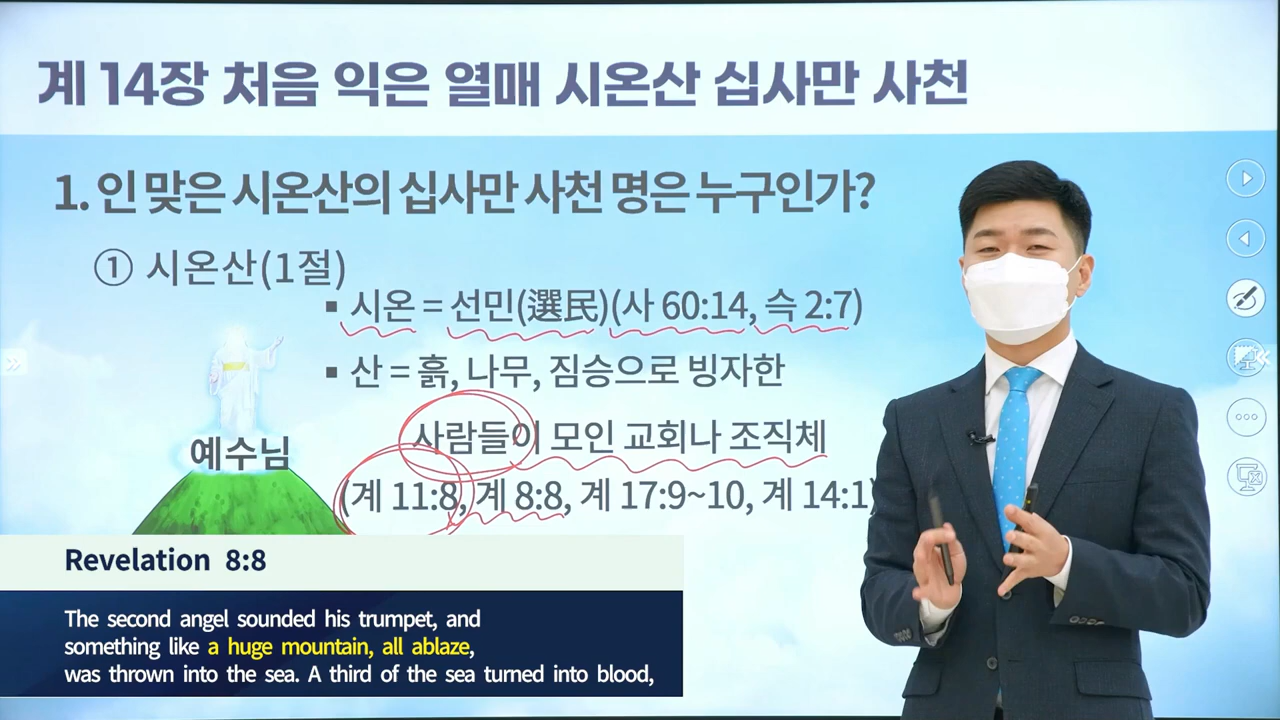 계 14장 처음 익은 열매 시온산 십사만 사천
1. 인 맞은 시온산의 십사만 사천 명은 누구인가?
① 시온산(1절)
▪ 시온 = 선민(選民)(사 60:14, 슥 2:7)
▪ 산 = 흙, 나무, 짐승으로 빙자한
사람들이 모인 교회나 조직체
(계 11:8, 계 8:8, 계 17:9~10, 계 14:1)
예수님
Revelation 8:8
The second angel sounded his trumpet, and
something like a huge mountain, all ablaze,
was thrown into the sea. A third of the sea turned into blood,